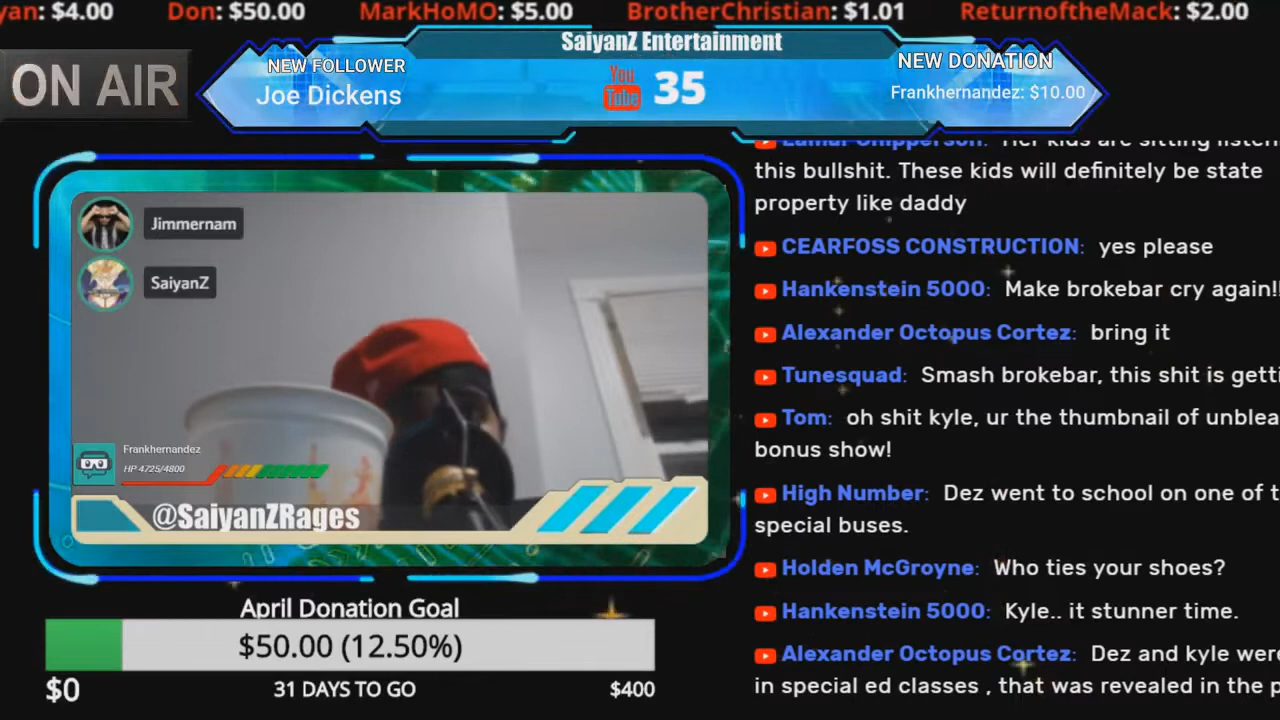 yan: $4.00 Don: $50.00 MarkHoMO: $5.00 BrotherChristian: $1.01 ReturnoftheMack: $2.00
SaiyanZ Entertainment
ON AIR
NEW FOLLOWER
Joe Dickens
You
Tube
35
NEW DONATION
Frankhernandez: $10.00
Jimmernam
SaiyanZ
Frankhernandez
HP 4725/4800
@SaiyanZRages
April Donation Goal
$50.00 (12.50%)
$0
31 DAYS TO GO
$400
Lamar Chipperson: Her kids are sitting listen
this bullshit. These kids will definitely be state
property like daddy
CEARFOSS CONSTRUCTION: yes please
Hankenstein 5000: Make brokebar cry again!!
Alexander Octopus Cortez: bring it
Tunesquad: Smash brokebar, this shit is getti
Tom: oh shit kyle, ur the thumbnail of unblea
bonus show!
High Number: Dez went to school on one of t
special buses.
Holden McGroyne: Who ties your shoes?
Hankenstein 5000: Kyle.. it stunner time.
Alexander Octopus Cortez: Dez and kyle were
in special ed classes , that was revealed in the p